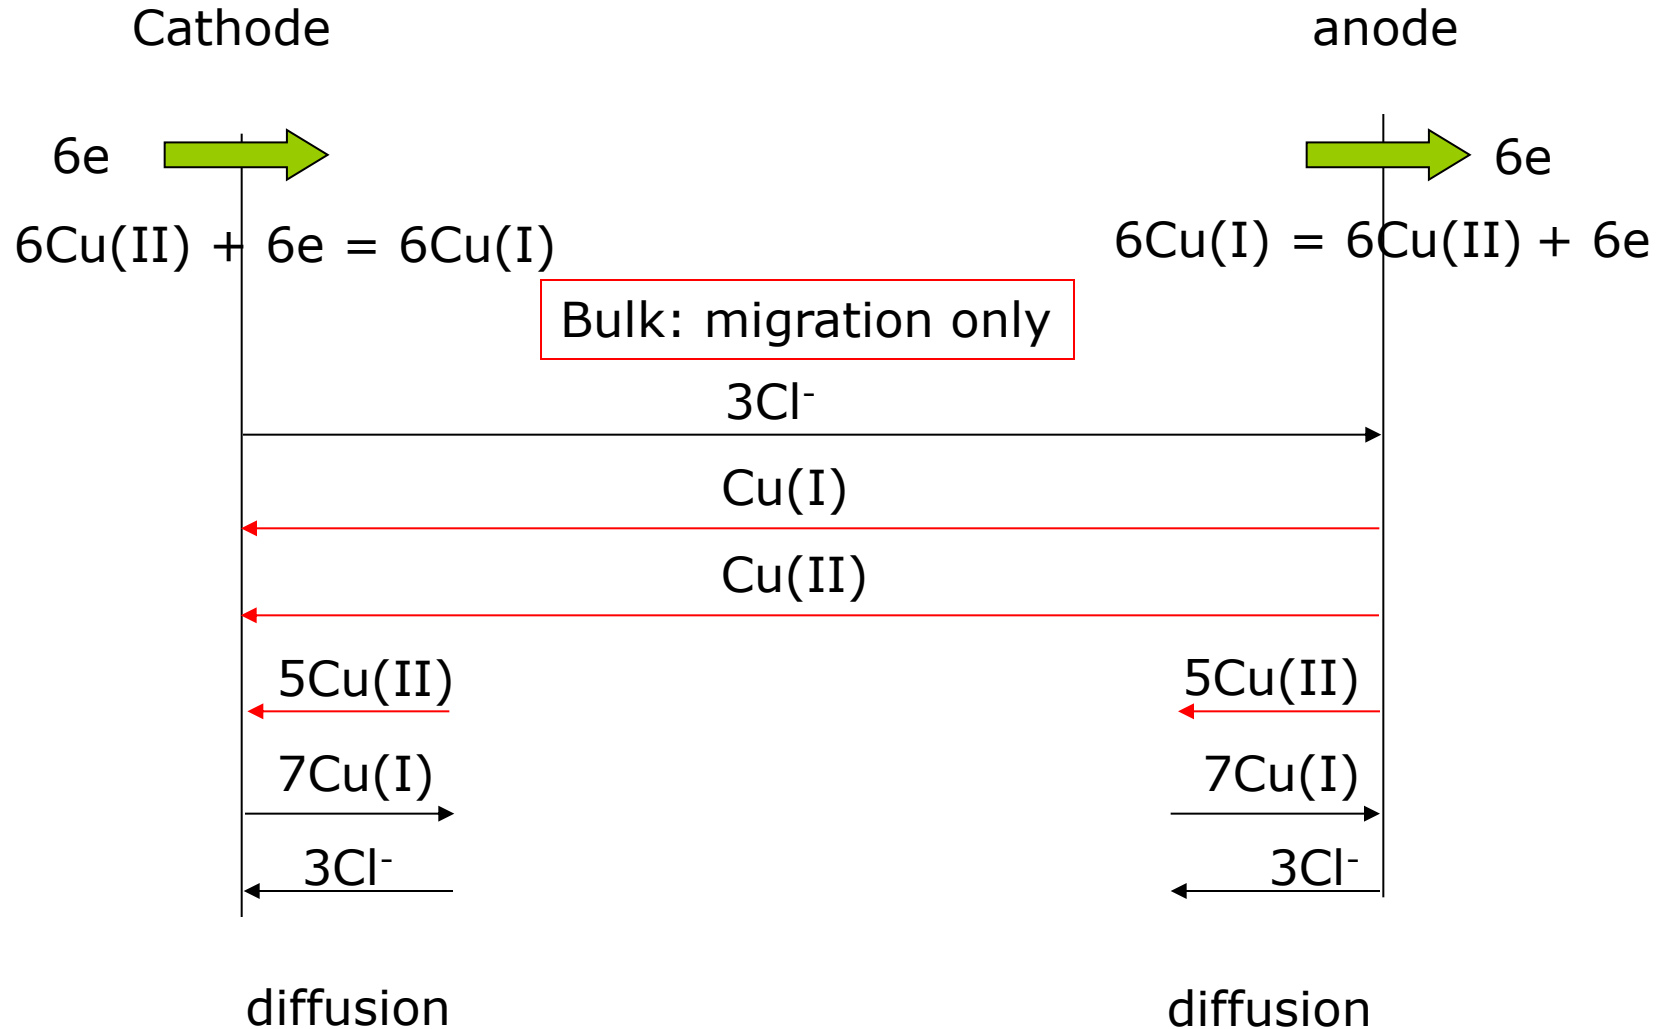 Cathode
anode
6e
6e
6Cu(II) + 6e = 6Cu(I)
6Cu(I) = 6Cu(II) + 6e
Bulk: migration only
3Cl⁻
Cu(I)
Cu(II)
5Cu(II)
5Cu(II)
7Cu(I)
7Cu(I)
3Cl⁻
3Cl⁻
diffusion
diffusion